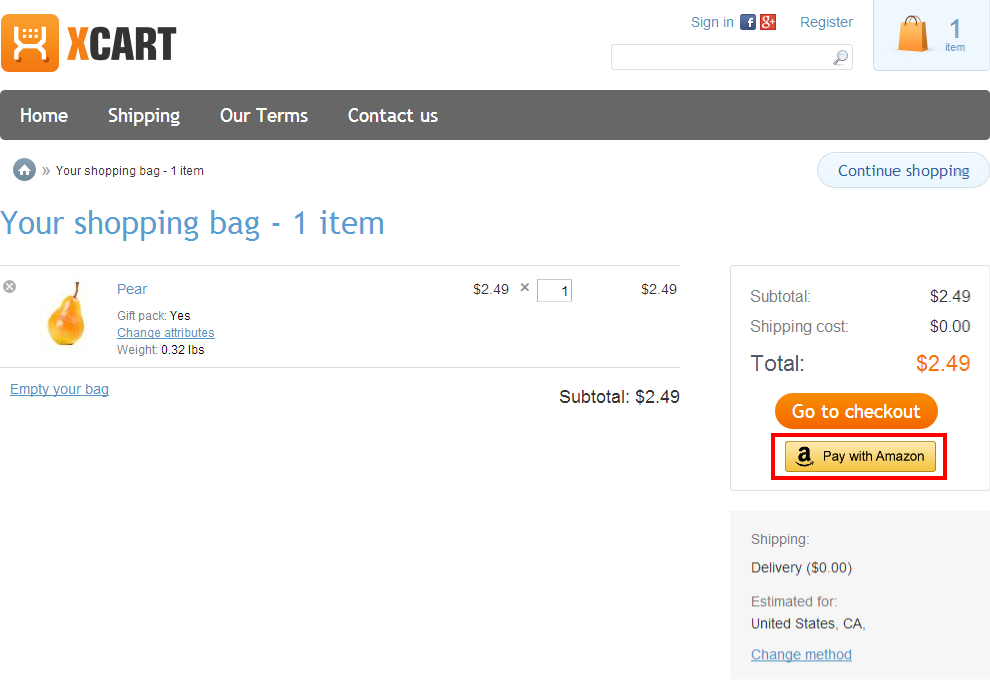 XCART
Sign in
Register
1
item
Home Shipping Our Terms Contact us
» Your shopping bag - 1 item
Continue shopping
Your shopping bag - 1 item
Pear
$2.49 × 1 $2.49
Gift pack: Yes
Change attributes
Weight: 0.32 lbs
Empty your bag
Subtotal: $2.49
Subtotal: $2.49
Shipping cost: $0.00
Total: $2.49
Go to checkout
a Pay with Amazon
Shipping:
Delivery ($0.00)
Estimated for:
United States, CA,
Change method